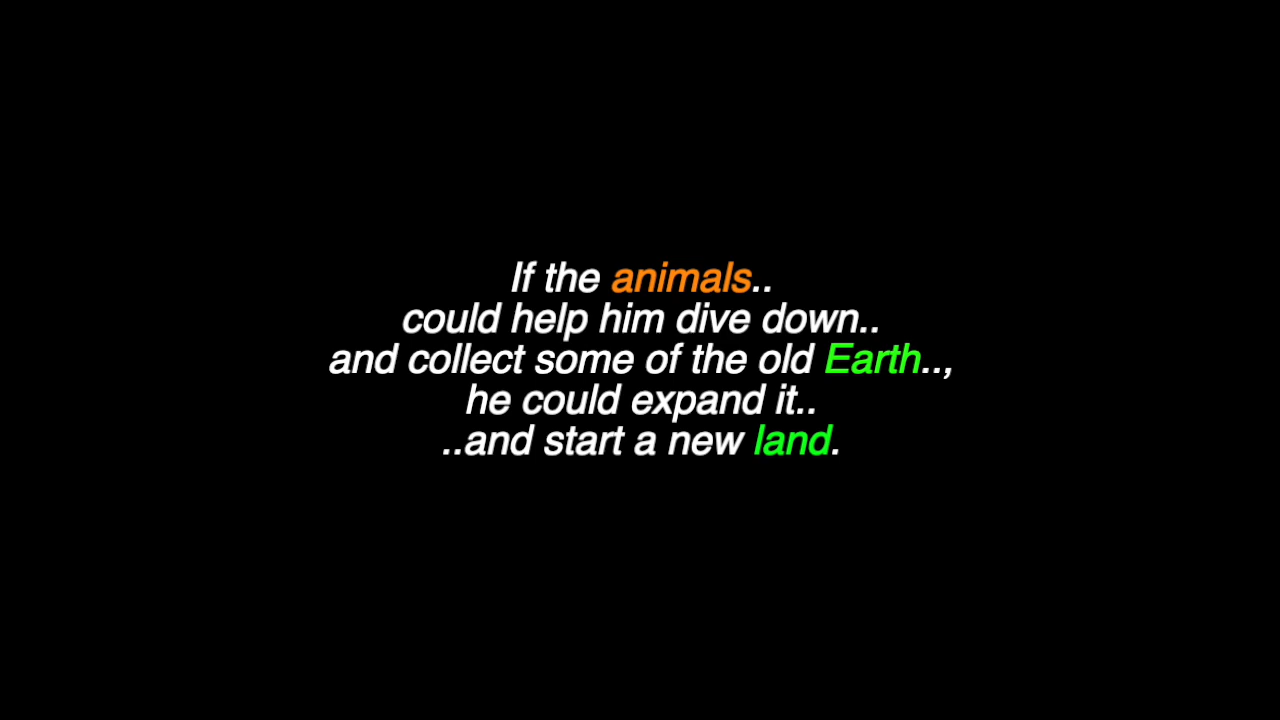 If the animals..
could help him dive down..
and collect some of the old Earth..,
he could expand it..
..and start a new land.